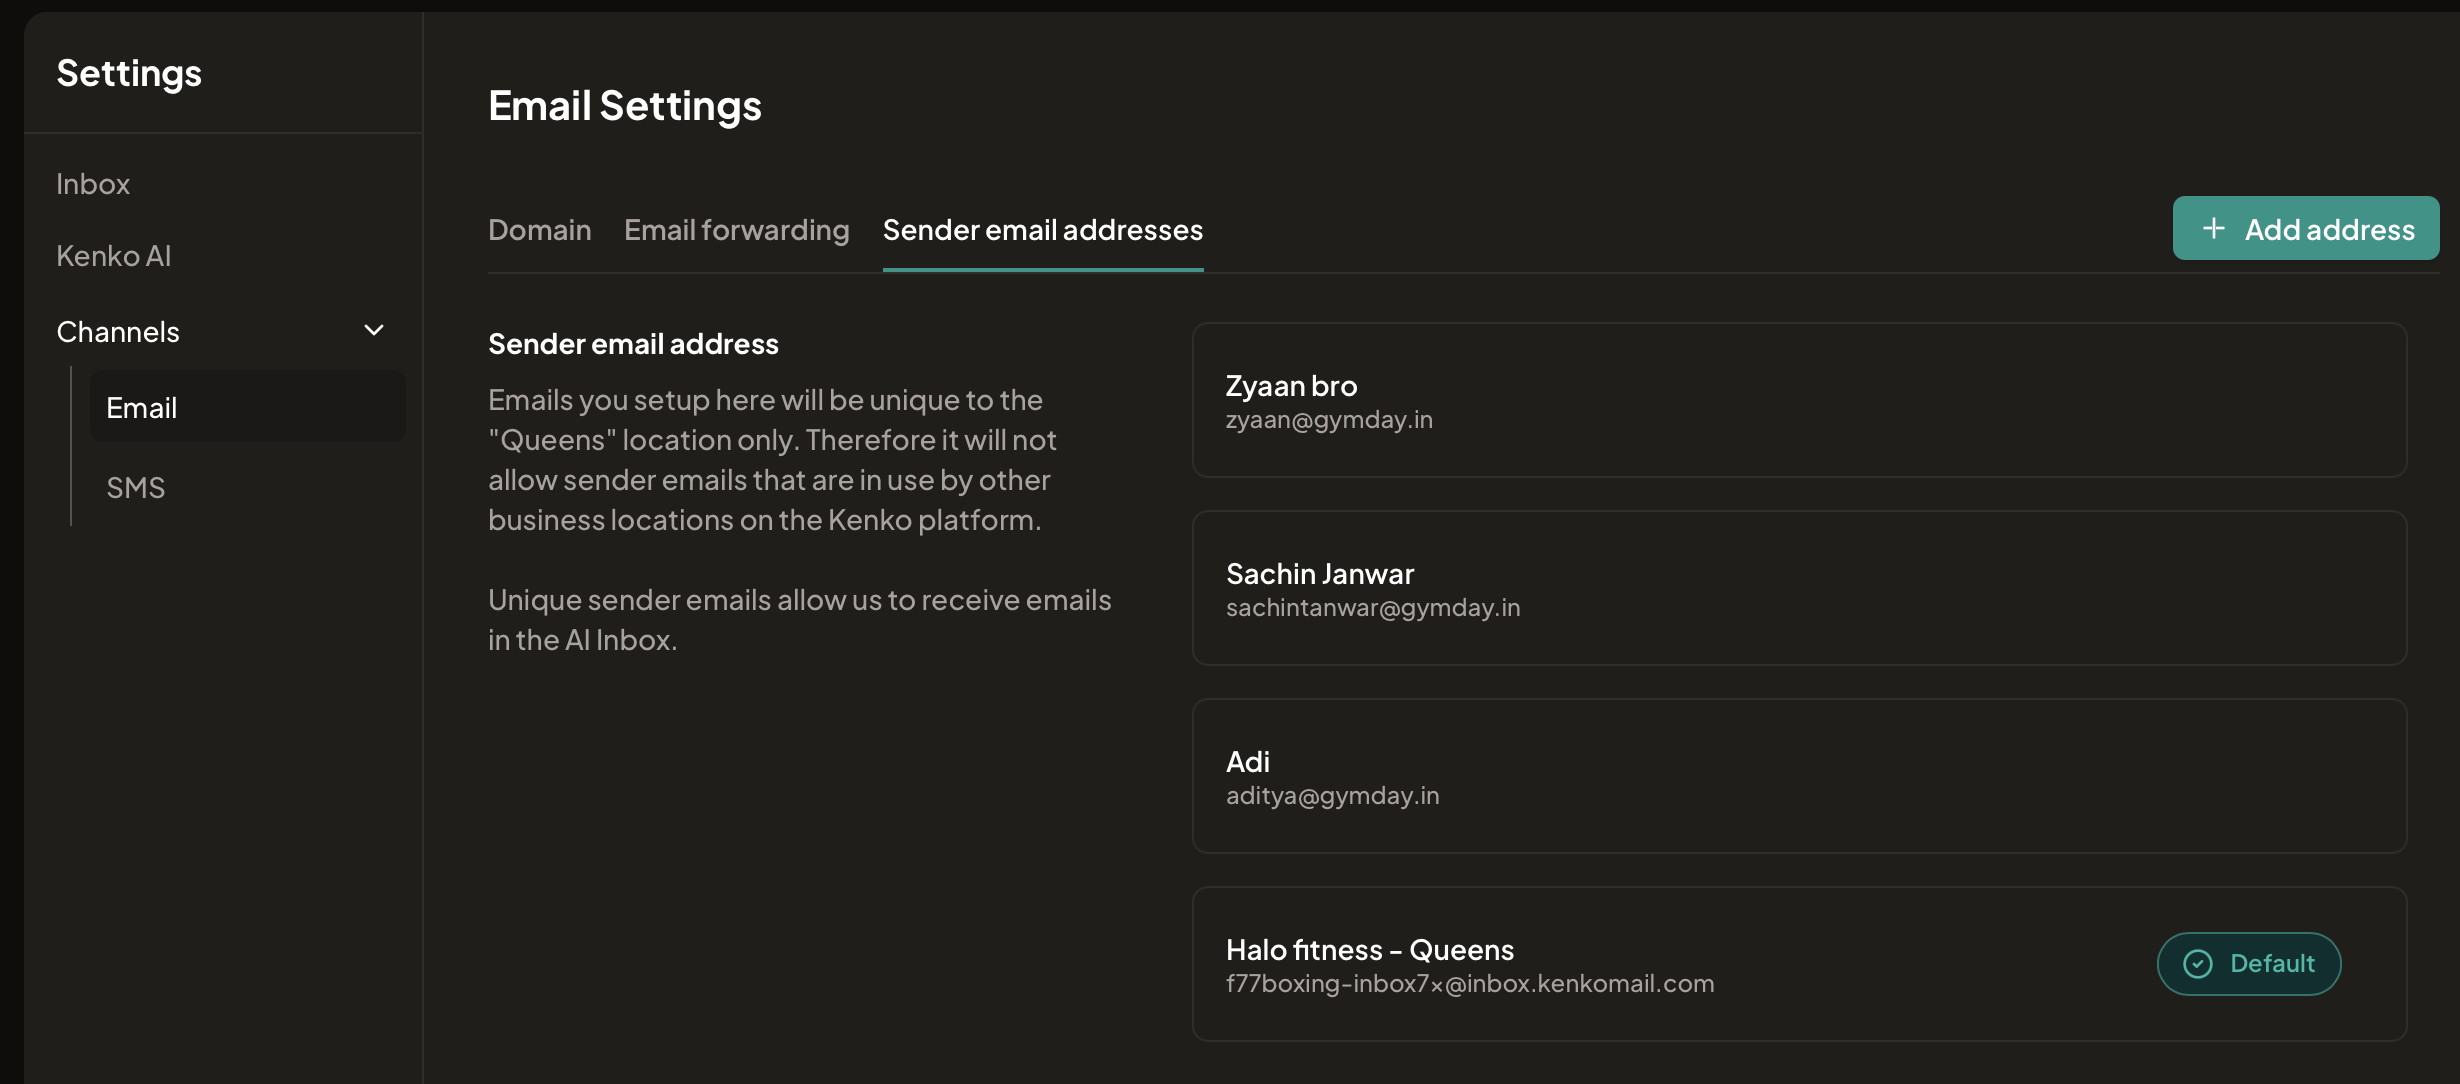 Settings
Inbox
Kenko AI
Channels
Email
SMS
Email Settings
Domain
Email forwarding
Sender email addresses
Add address
Sender email address
Emails you setup here will be unique to the
"Queens" location only. Therefore it will not
allow sender emails that are in use by other
business locations on the Kenko platform.
Unique sender emails allow us to receive emails
in the AI Inbox.
Zyaan bro
zyaan@gymday.in
Sachin Janwar
sachintanwar@gymday.in
Adi
aditya@gymday.in
Halo fitness - Queens
f77boxing-inbox7x@inbox.kenkomail.com
Default